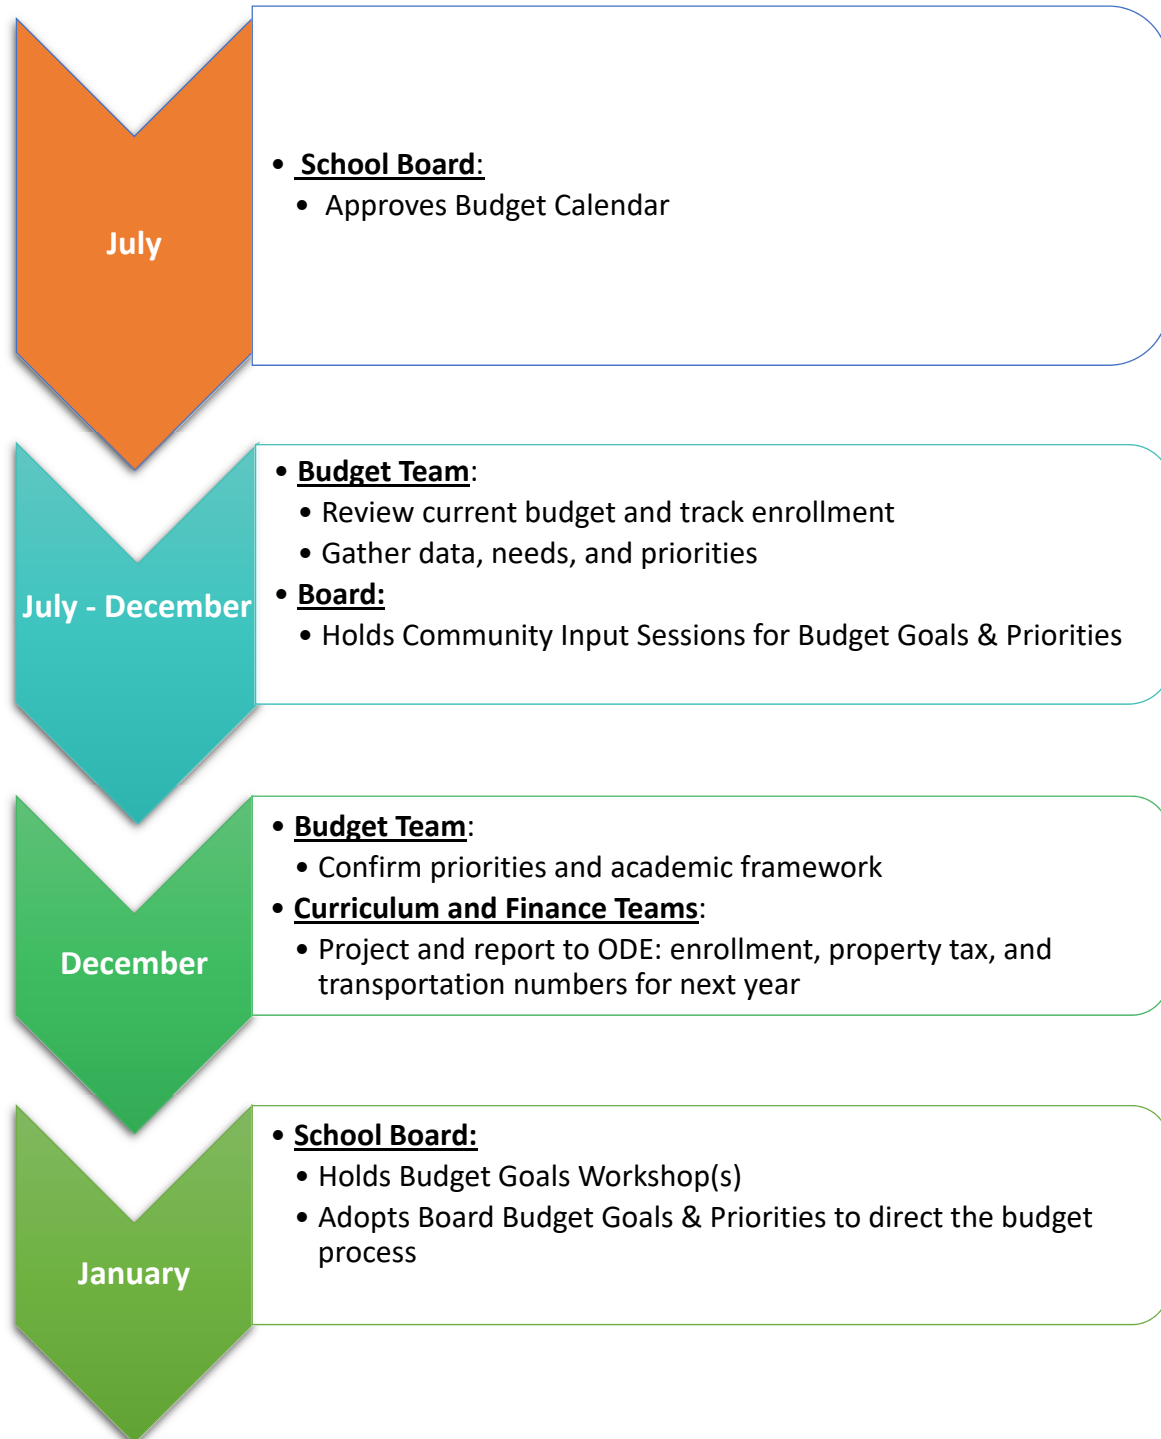 July
• School Board:
• Approves Budget Calendar
July - December
• Budget Team:
• Review current budget and track enrollment
• Gather data, needs, and priorities
• Board:
• Holds Community Input Sessions for Budget Goals & Priorities
December
• Budget Team:
• Confirm priorities and academic framework
• Curriculum and Finance Teams:
• Project and report to ODE: enrollment, property tax, and
transportation numbers for next year
January
• School Board:
• Holds Budget Goals Workshop(s)
• Adopts Board Budget Goals & Priorities to direct the budget
process